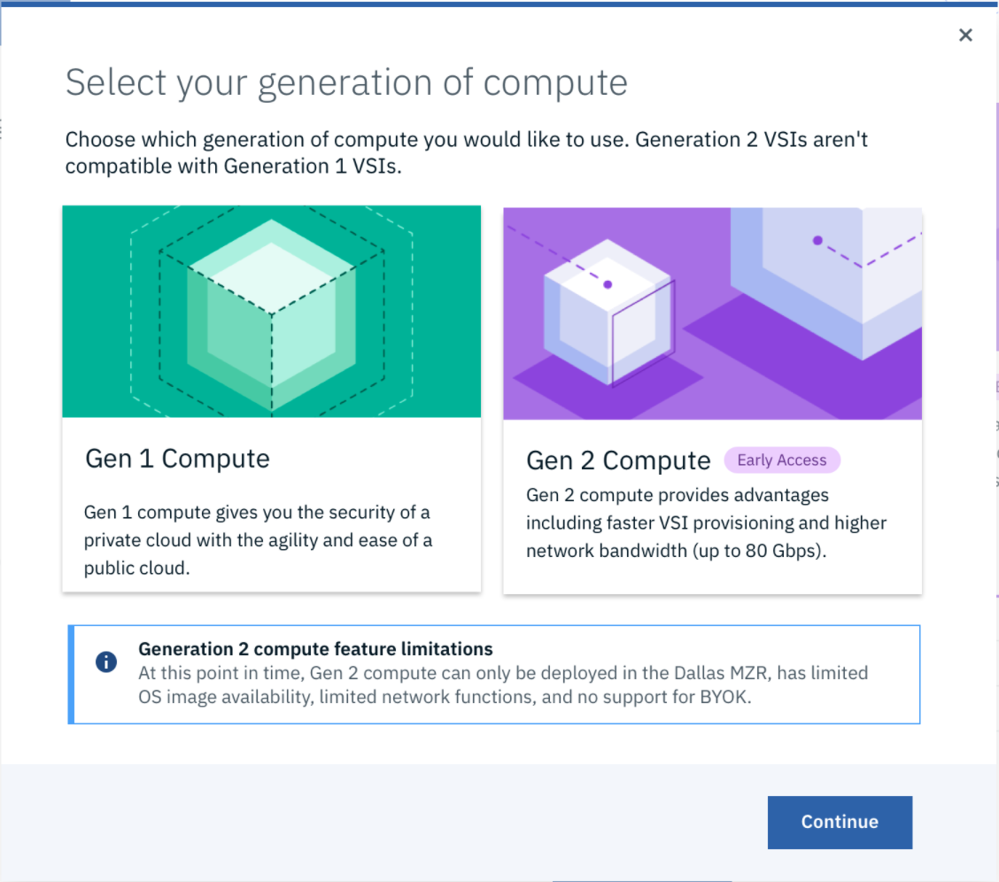 Select your generation of compute
Choose which generation of compute you would like to use. Generation 2 VSIs aren't
compatible with Generation 1 VSIs.
Gen 1 Compute
Gen 1 compute gives you the security of a
private cloud with the agility and ease of a
public cloud.
Gen 2 Compute Early Access
Gen 2 compute provides advantages
including faster VSI provisioning and higher
network bandwidth (up to 80 Gbps).
Generation 2 compute feature limitations
At this point in time, Gen 2 compute can only be deployed in the Dallas MZR, has limited
OS image availability, limited network functions, and no support for BYOK.
Continue